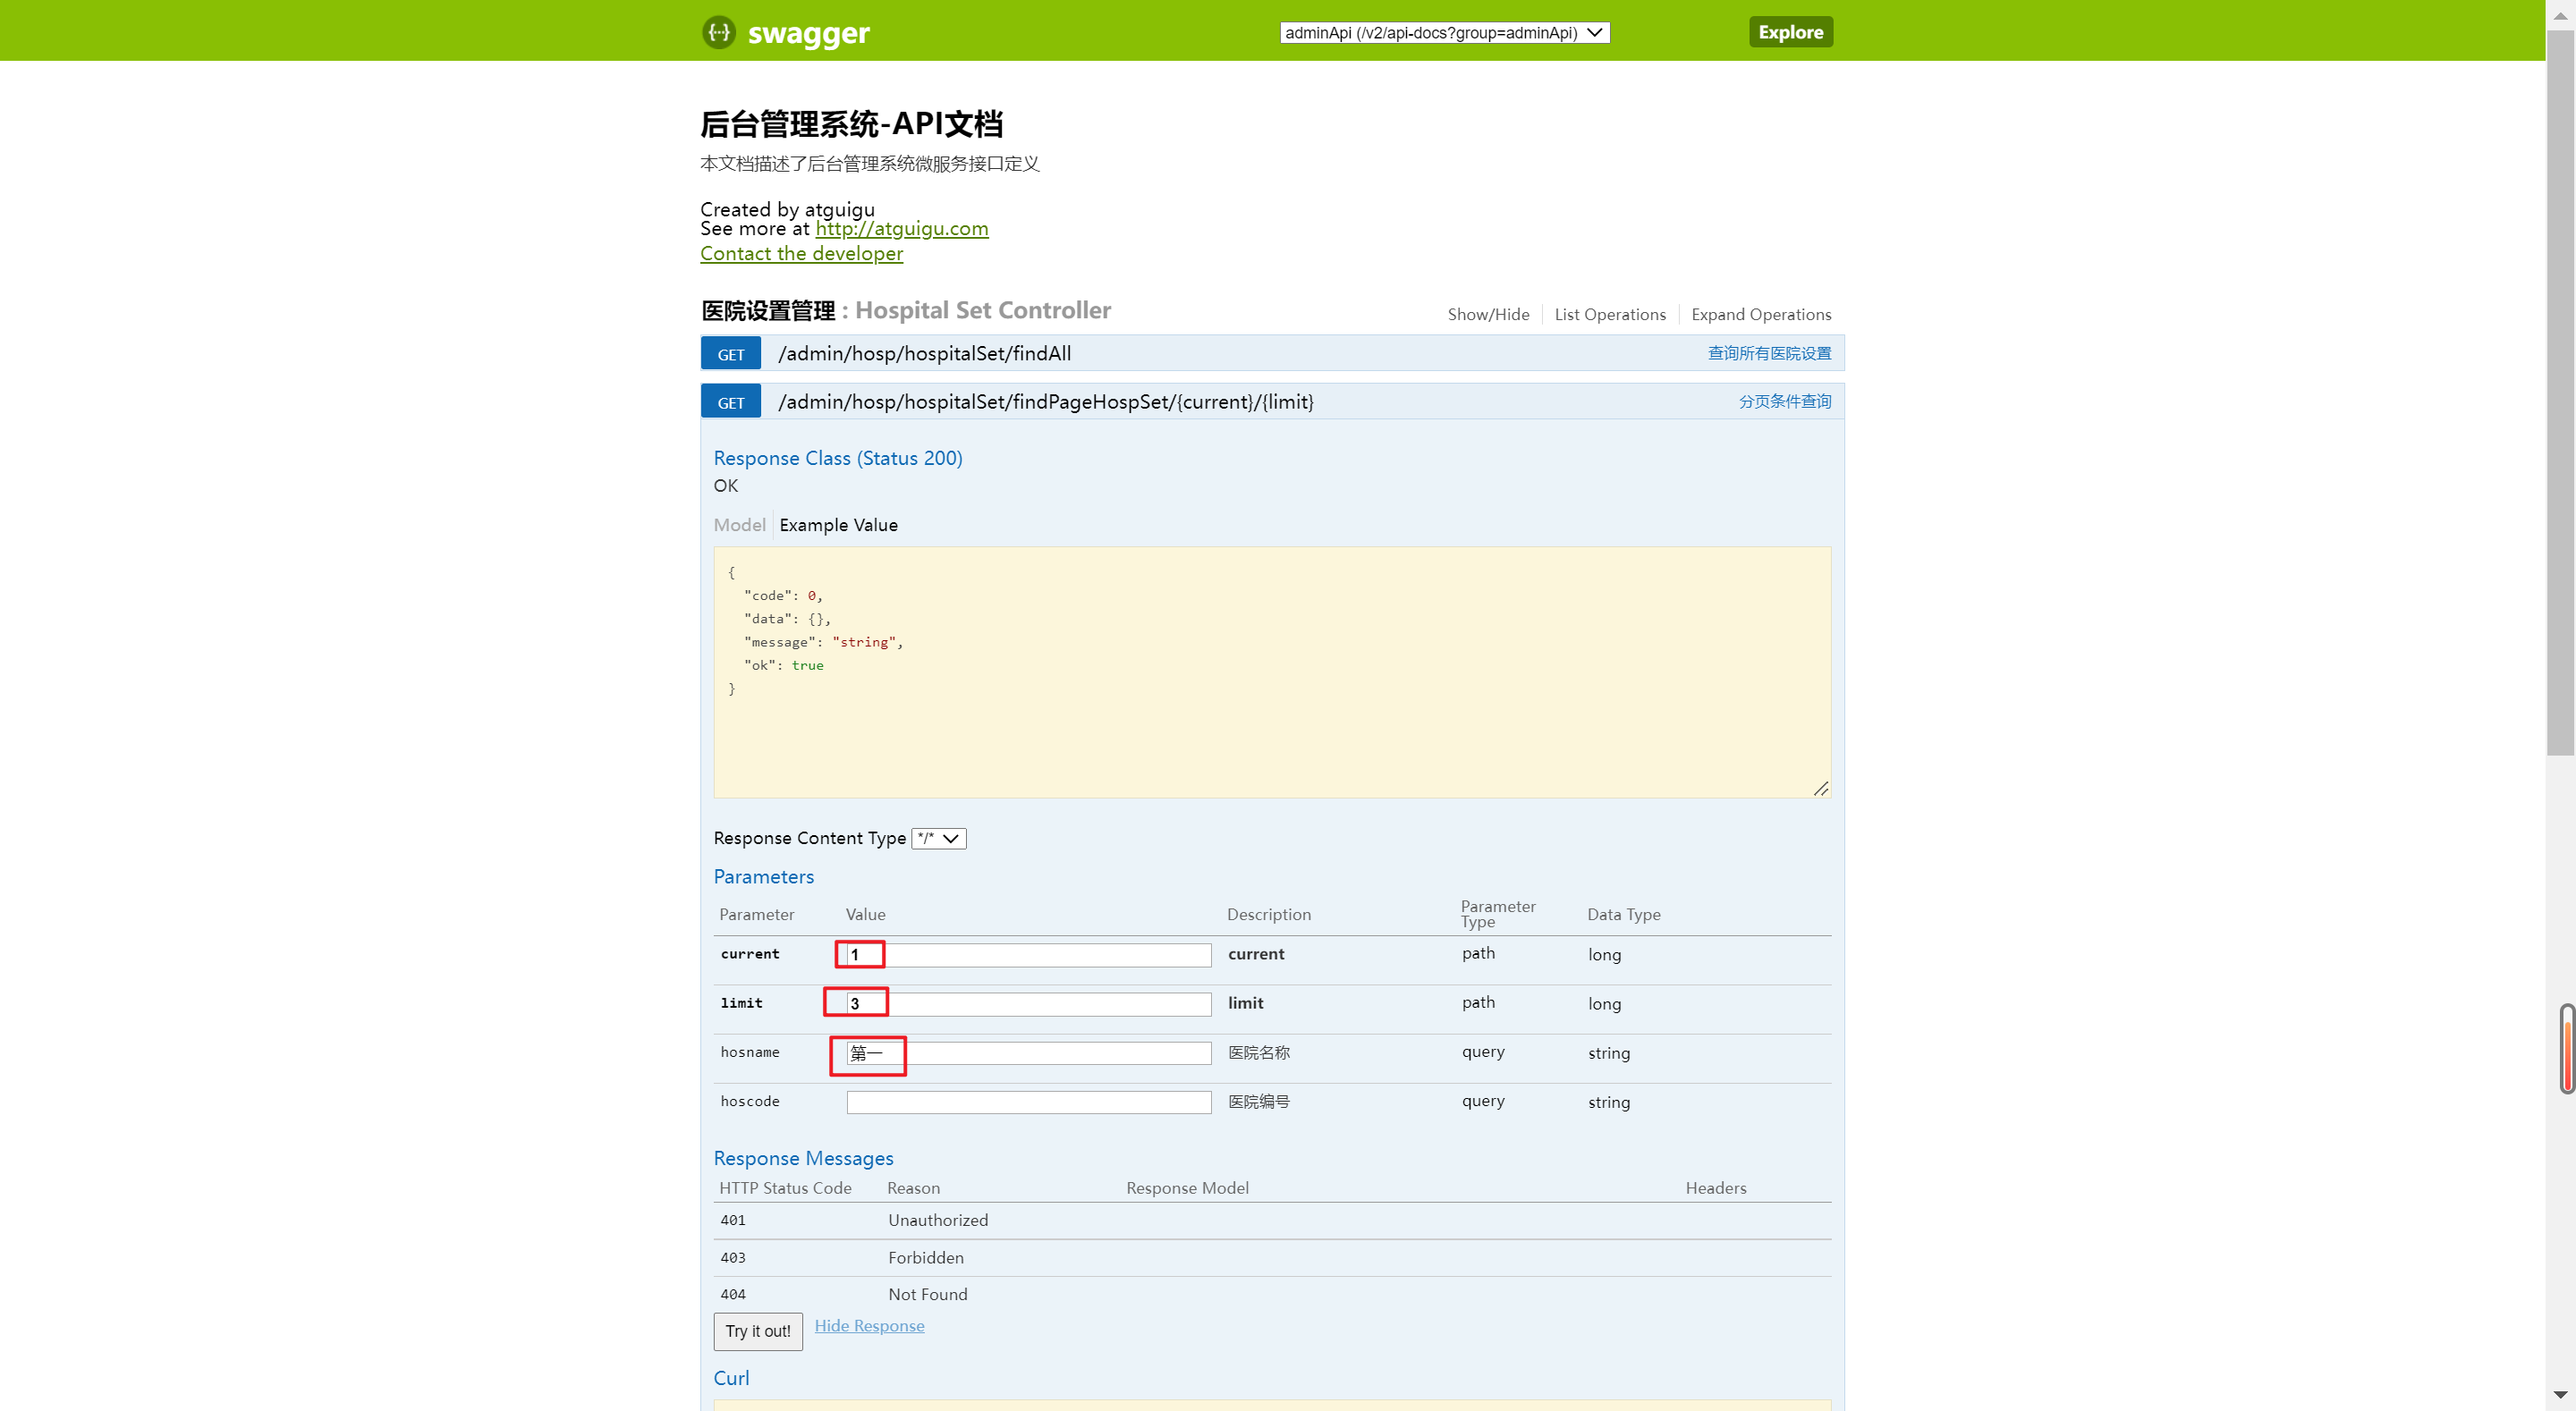 swagger
adminApi (/v2/api-docs?group=adminApi)
Explore
后台管理系统-API文档
本文档描述了后台管理系统微服务接口定义
Created by atguigu
See more at http://atguigu.com
Contact the developer
医院设置管理 : Hospital Set Controller
Show/Hide List Operations Expand Operations
GET /admin/hosp/hospitalSet/findAll 查询所有医院设置
GET /admin/hosp/hospitalSet/findPageHospSet/{current}/{limit} 分页条件查询
Response Class (Status 200)
OK
Model Example Value
{
"code": 0,
"data": {},
"message": "string",
"ok": true
}
Response Content Type */*
Parameters
Parameter Value Description Parameter Type Data Type
current 1 current path long
limit 3 limit path long
hosname 第一 医院名称 query string
hoscode 医院编号 query string
Response Messages
HTTP Status Code Reason Response Model Headers
401 Unauthorized
403 Forbidden
404 Not Found
Try it out! Hide Response
Curl